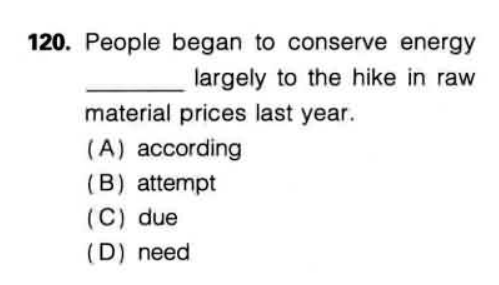 120. People began to conserve energy
________ largely to the hike in raw
material prices last year.
(A) according
(B) attempt
(C) due
(D) need